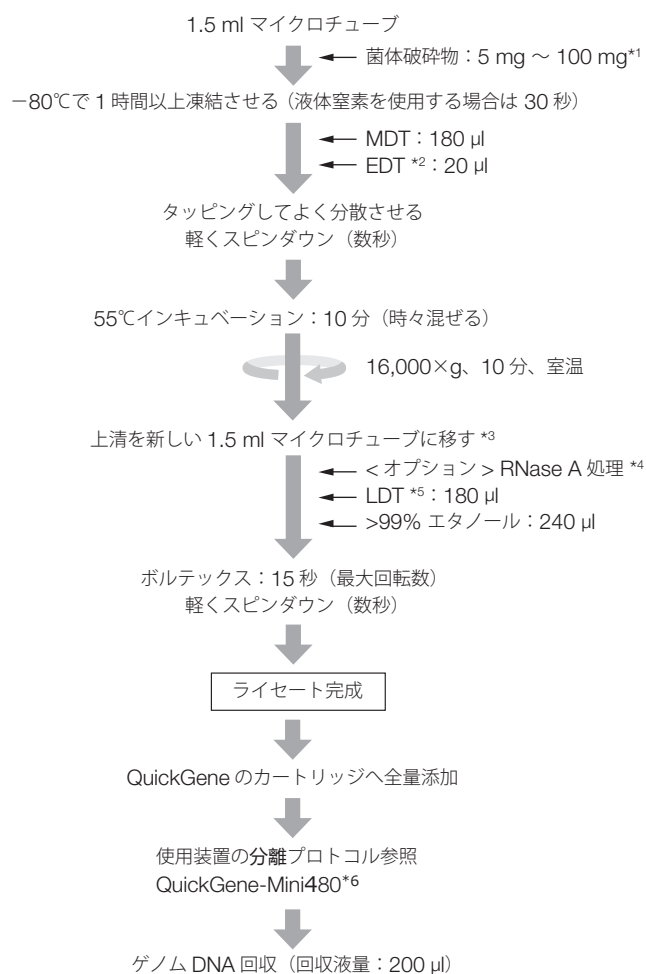 1.5 ml マイクロチューブ
菌体破砕物：5 mg ～ 100 mg*1
－80℃で 1 時間以上凍結させる（液体窒素を使用する場合は 30 秒）
MDT：180 µl
EDT *2：20 µl
タッピングしてよく分散させる
軽くスピンダウン（数秒）
55℃インキュベーション：10 分（時々混ぜる）
16,000×g、10 分、室温
上清を新しい 1.5 ml マイクロチューブに移す *3
< オプション > RNase A 処理 *4
LDT *5：180 µl
>99% エタノール：240 µl
ボルテックス：15 秒（最大回転数）
軽くスピンダウン（数秒）
ライセート完成
QuickGene のカートリッジへ全量添加
使用装置の分離プロトコル参照
QuickGene-Mini480*6
ゲノム DNA 回収（回収液量：200 µl）